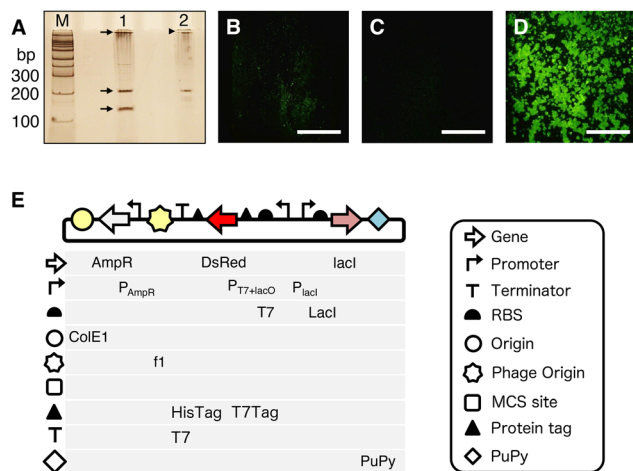 A M 1 2 B C D
bp
300
200
100
E
AmpR DsRed lacI
PAmpR PT7+lacO PlacI
T7 LacI
ColE1
f1
HisTag T7Tag
T7
PuPy
Gene
Promoter
Terminator
RBS
Origin
Phage Origin
MCS site
Protein tag
PuPy